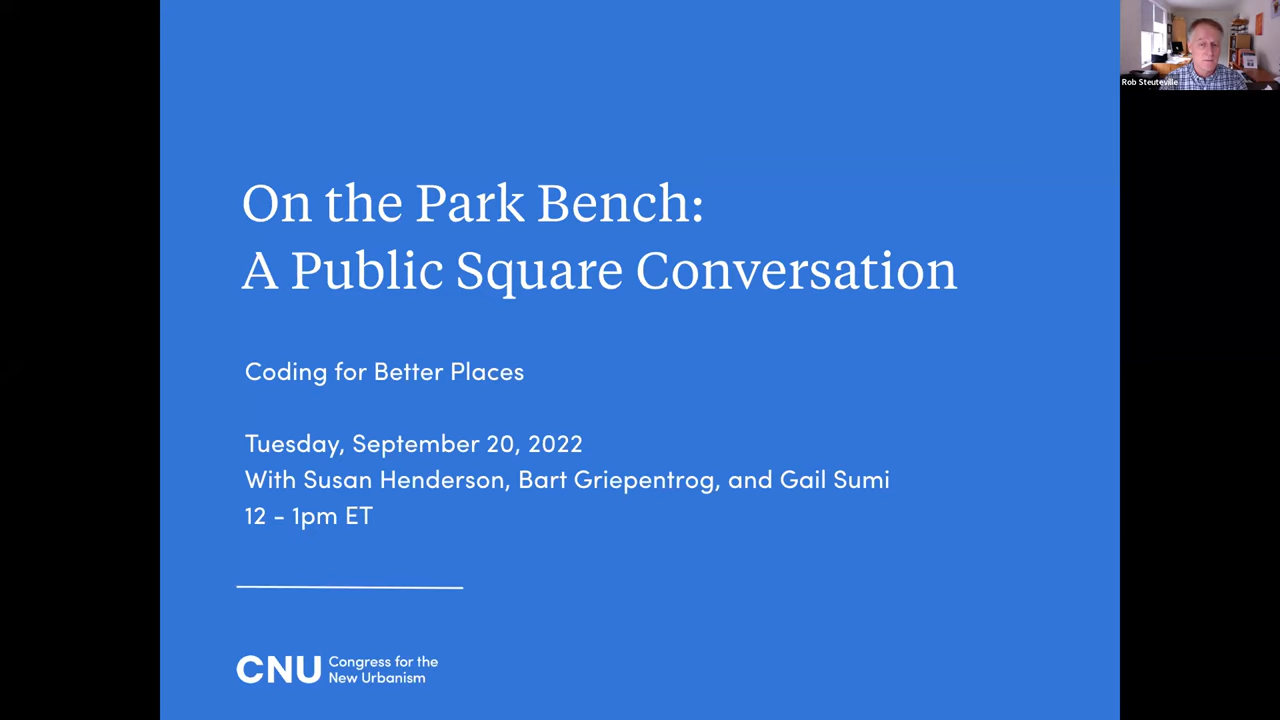 Rob Steuteville
On the Park Bench:
A Public Square Conversation
Coding for Better Places
Tuesday, September 20, 2022
With Susan Henderson, Bart Griepentrog, and Gail Sumi
12 - 1pm ET
CNU Congress for the
New Urbanism